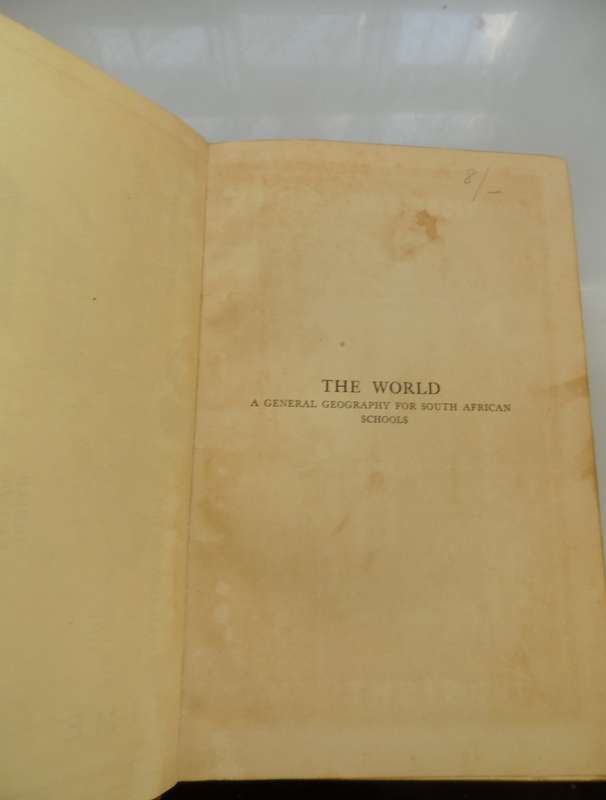 8/-
THE WORLD
A GENERAL GEOGRAPHY FOR SOUTH AFRICAN
SCHOOLS